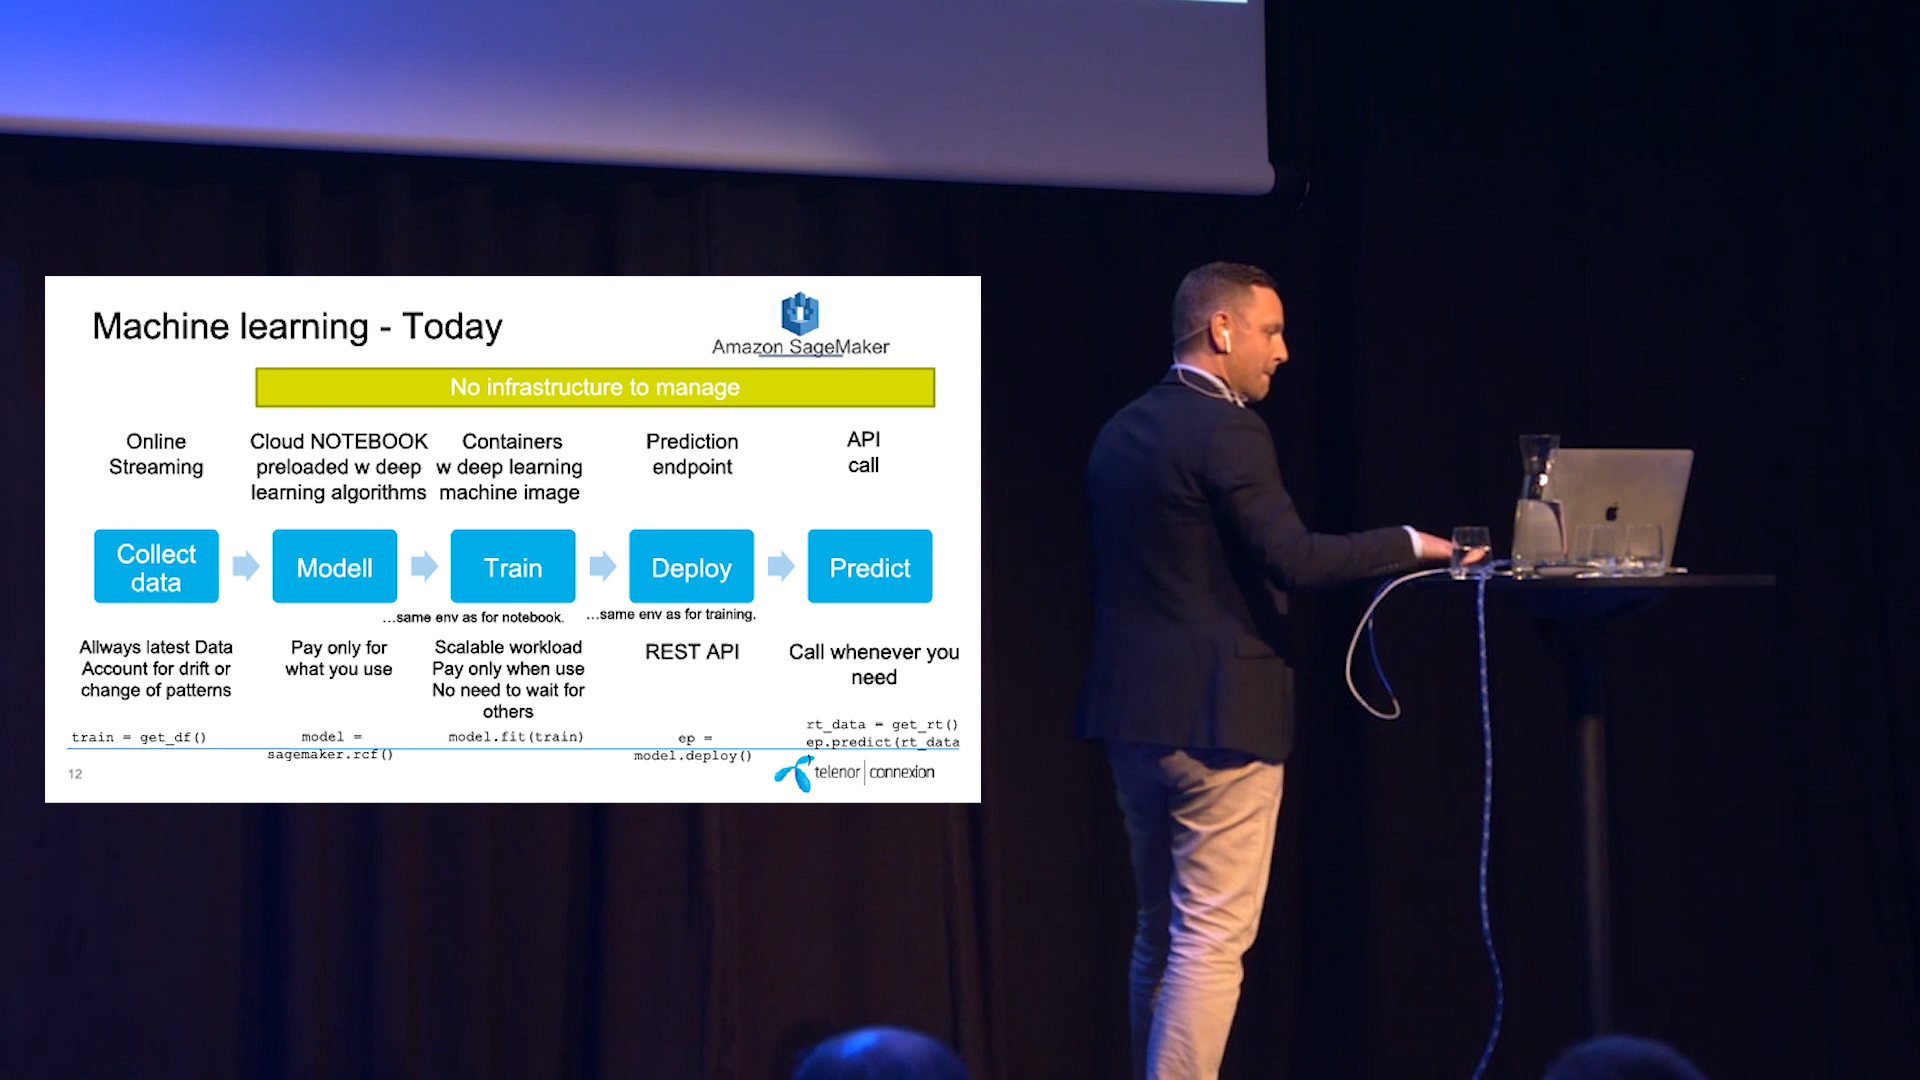 Machine learning - Today
Amazon SageMaker
No infrastructure to manage
Online
Streaming
Cloud NOTEBOOK
preloaded w deep
learning algorithms
Containers
w deep learning
machine image
Prediction
endpoint
API
call
Collect
data
Modell
Train
Deploy
Predict
...same env as for notebook.
...same env as for training.
Allways latest Data
Account for drift or
change of patterns
Pay only for
what you use
Scalable workload
Pay only when use
No need to wait for
others
REST API
Call whenever you
need
train = get_df()
model =
sagemaker.rcf()
model.fit(train)
ep =
model.deploy()
rt_data = get_rt()
ep.predict(rt_data
12
telenor connexion